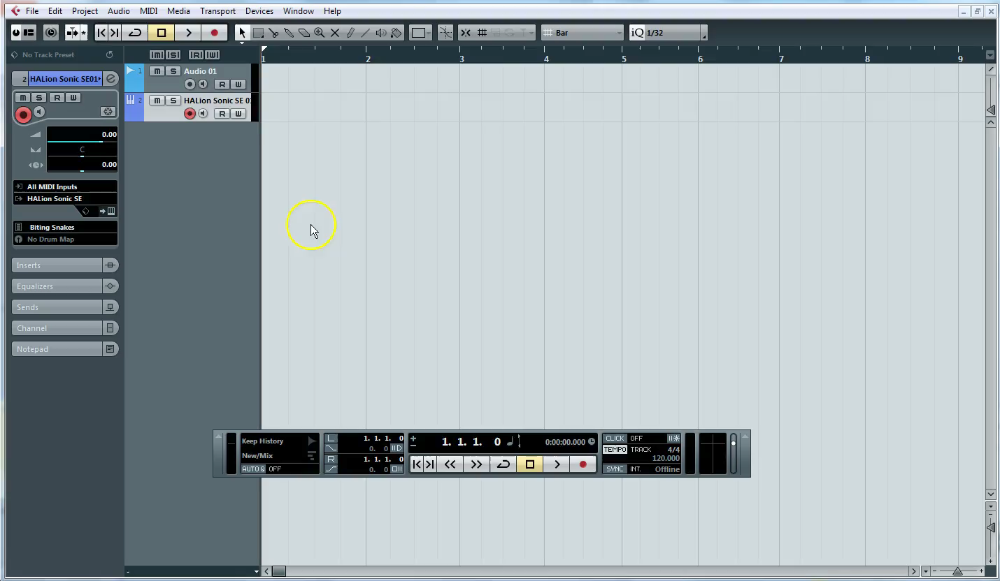 File Edit Project Audio MIDI Media Transport Devices Window Help
Bar
iQ 1/32
No Track Preset
M S R W
1 2 3 4 5 6 7 8 9
2 HALion Sonic SE01
e
M S R W
0.00
C
0.00
All MIDI Inputs
HALion Sonic SE
Biting Snakes
No Drum Map
Inserts
Equalizers
Sends
Channel
Notepad
1 M S Audio 01
R W
2 M S HALion Sonic SE 01
R W
Keep History
New/Mix
AUTO Q OFF
L 1. 1. 1. 0
0. 0
R 1. 1. 1. 0
0. 0
1. 1. 1. 0
0:00:00.000
CLICK OFF
TEMPO TRACK 4/4
120.000
SYNC INT. Offline